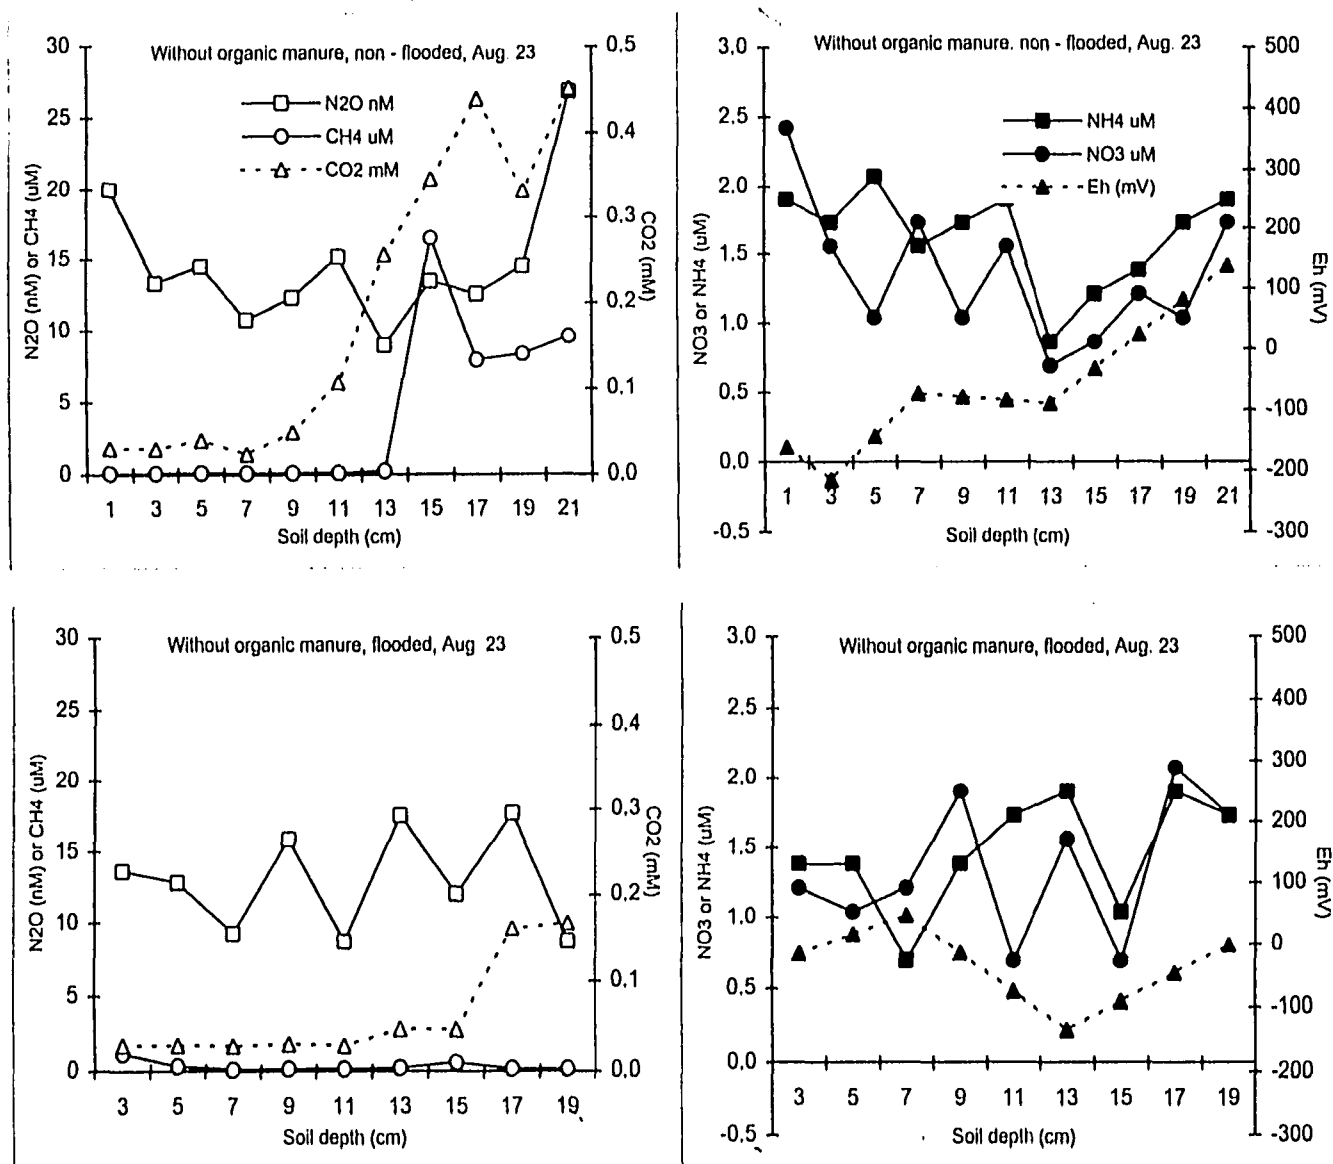 Without organic manure, non - flooded, Aug. 23
N2O nM
CH4 uM
CO2 mM
N2O (nM) or CH4 (uM)
30
25
20
15
10
5
0
CO2 (mM)
0.5
0.4
0.3
0.2
0.1
0.0
1 3 5 7 9 11 13 15 17 19 21
Soil depth (cm)
Without organic manure. non - flooded, Aug. 23
NH4 uM
NO3 uM
Eh (mV)
NO3 or NH4 (uM)
3.0
2.5
2.0
1.5
1.0
0.5
0.0
-0.5
Eh (mV)
500
400
300
200
100
0
-100
-200
-300
1 3 5 7 9 11 13 15 17 19 21
Soil depth (cm)
Without organic manure, flooded, Aug 23
N2O (nM) or CH4 (uM)
30
25
20
15
10
5
0
CO2 (mM)
0.5
0.4
0.3
0.2
0.1
0.0
3 5 7 9 11 13 15 17 19
Soil depth (cm)
Without organic manure, flooded, Aug. 23
NO3 or NH4 (uM)
3.0
2.5
2.0
1.5
1.0
0.5
0.0
-0.5
Eh (mV)
500
400
300
200
100
0
-100
-200
-300
3 5 7 9 11 13 15 17 19
Soil depth (cm)